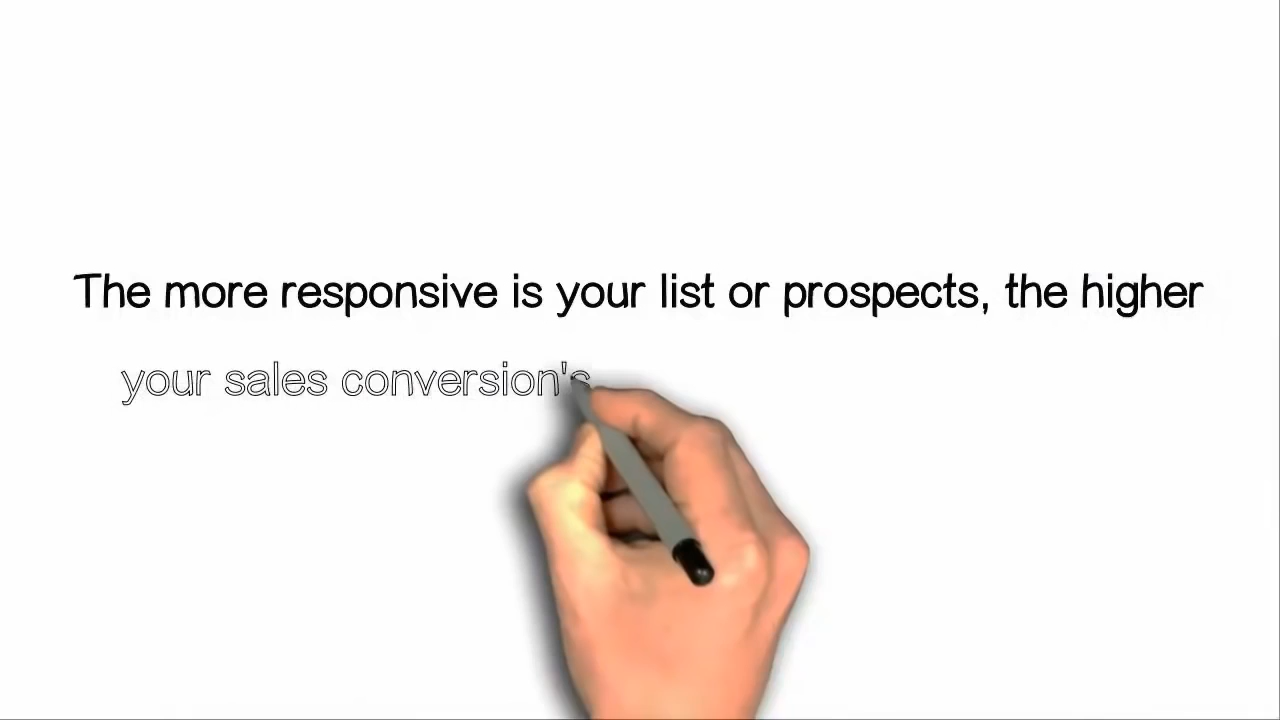 The more responsive is your list or prospects, the higher
your sales conversion's